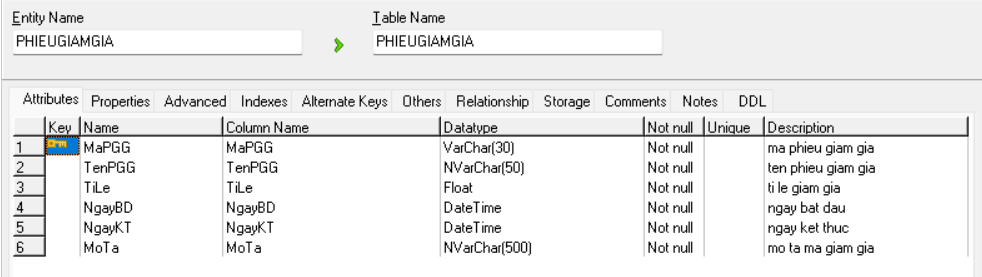 Entity Name Table Name
PHIEUGIAMGIA PHIEUGIAMGIA
Attributes Properties Advanced Indexes Alternate Keys Others Relationship Storage Comments Notes DDL
Key Name Column Name Datatype Not null Unique Description
1 MaPGG MaPGG VarChar(30) Not null ma phieu giam gia
2 TenPGG TenPGG NVarChar(50) Not null ten phieu giam gia
3 TiLe TiLe Float Not null ti le giam gia
4 NgayBD NgayBD DateTime Not null ngay bat dau
5 NgayKT NgayKT DateTime Not null ngay ket thuc
6 MoTa MoTa NVarChar(500) Not null mo ta ma giam gia